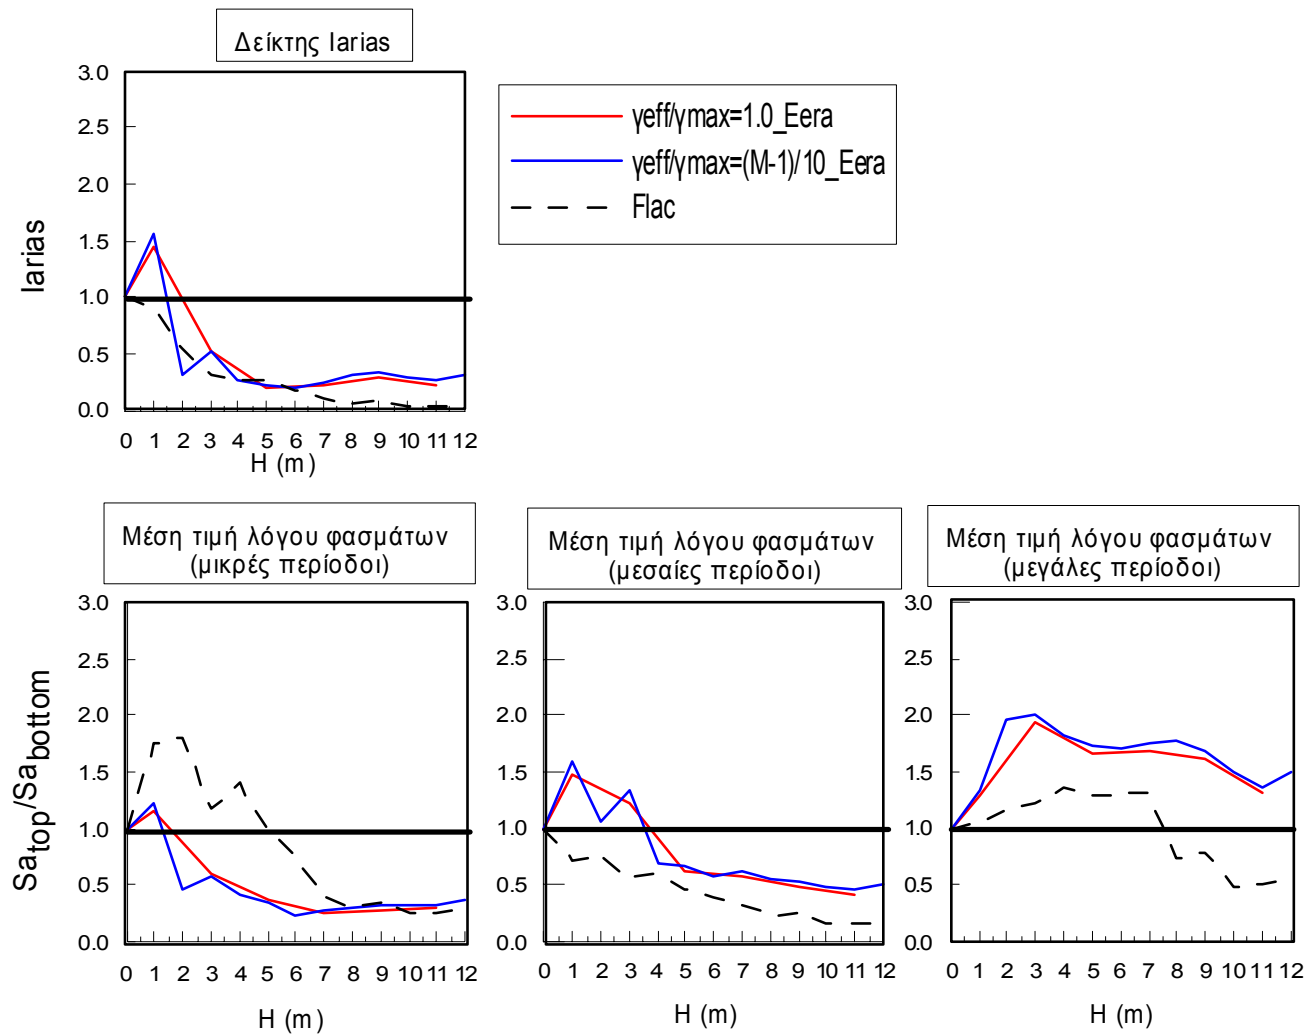 Δείκτης Iarias
3.0
2.5
2.0
1.5
1.0
0.5
0.0
Iarias
0 1 2 3 4 5 6 7 8 9 10 11 12
H (m)
γeff/γmax=1.0_Eera
γeff/γmax=(M-1)/10_Eera
Flac
Μέση τιμή λόγου φασμάτων
(μικρές περίοδοι)
3.0
2.5
2.0
1.5
1.0
0.5
0.0
Satop/Sabottom
0 1 2 3 4 5 6 7 8 9 10 11 12
H (m)
Μέση τιμή λόγου φασμάτων
(μεσαίες περίοδοι)
3.0
2.5
2.0
1.5
1.0
0.5
0.0
0 1 2 3 4 5 6 7 8 9 10 11 12
H (m)
Μέση τιμή λόγου φασμάτων
(μεγάλες περίοδοι)
3.0
2.5
2.0
1.5
1.0
0.5
0.0
0 1 2 3 4 5 6 7 8 9 10 11 12
H (m)